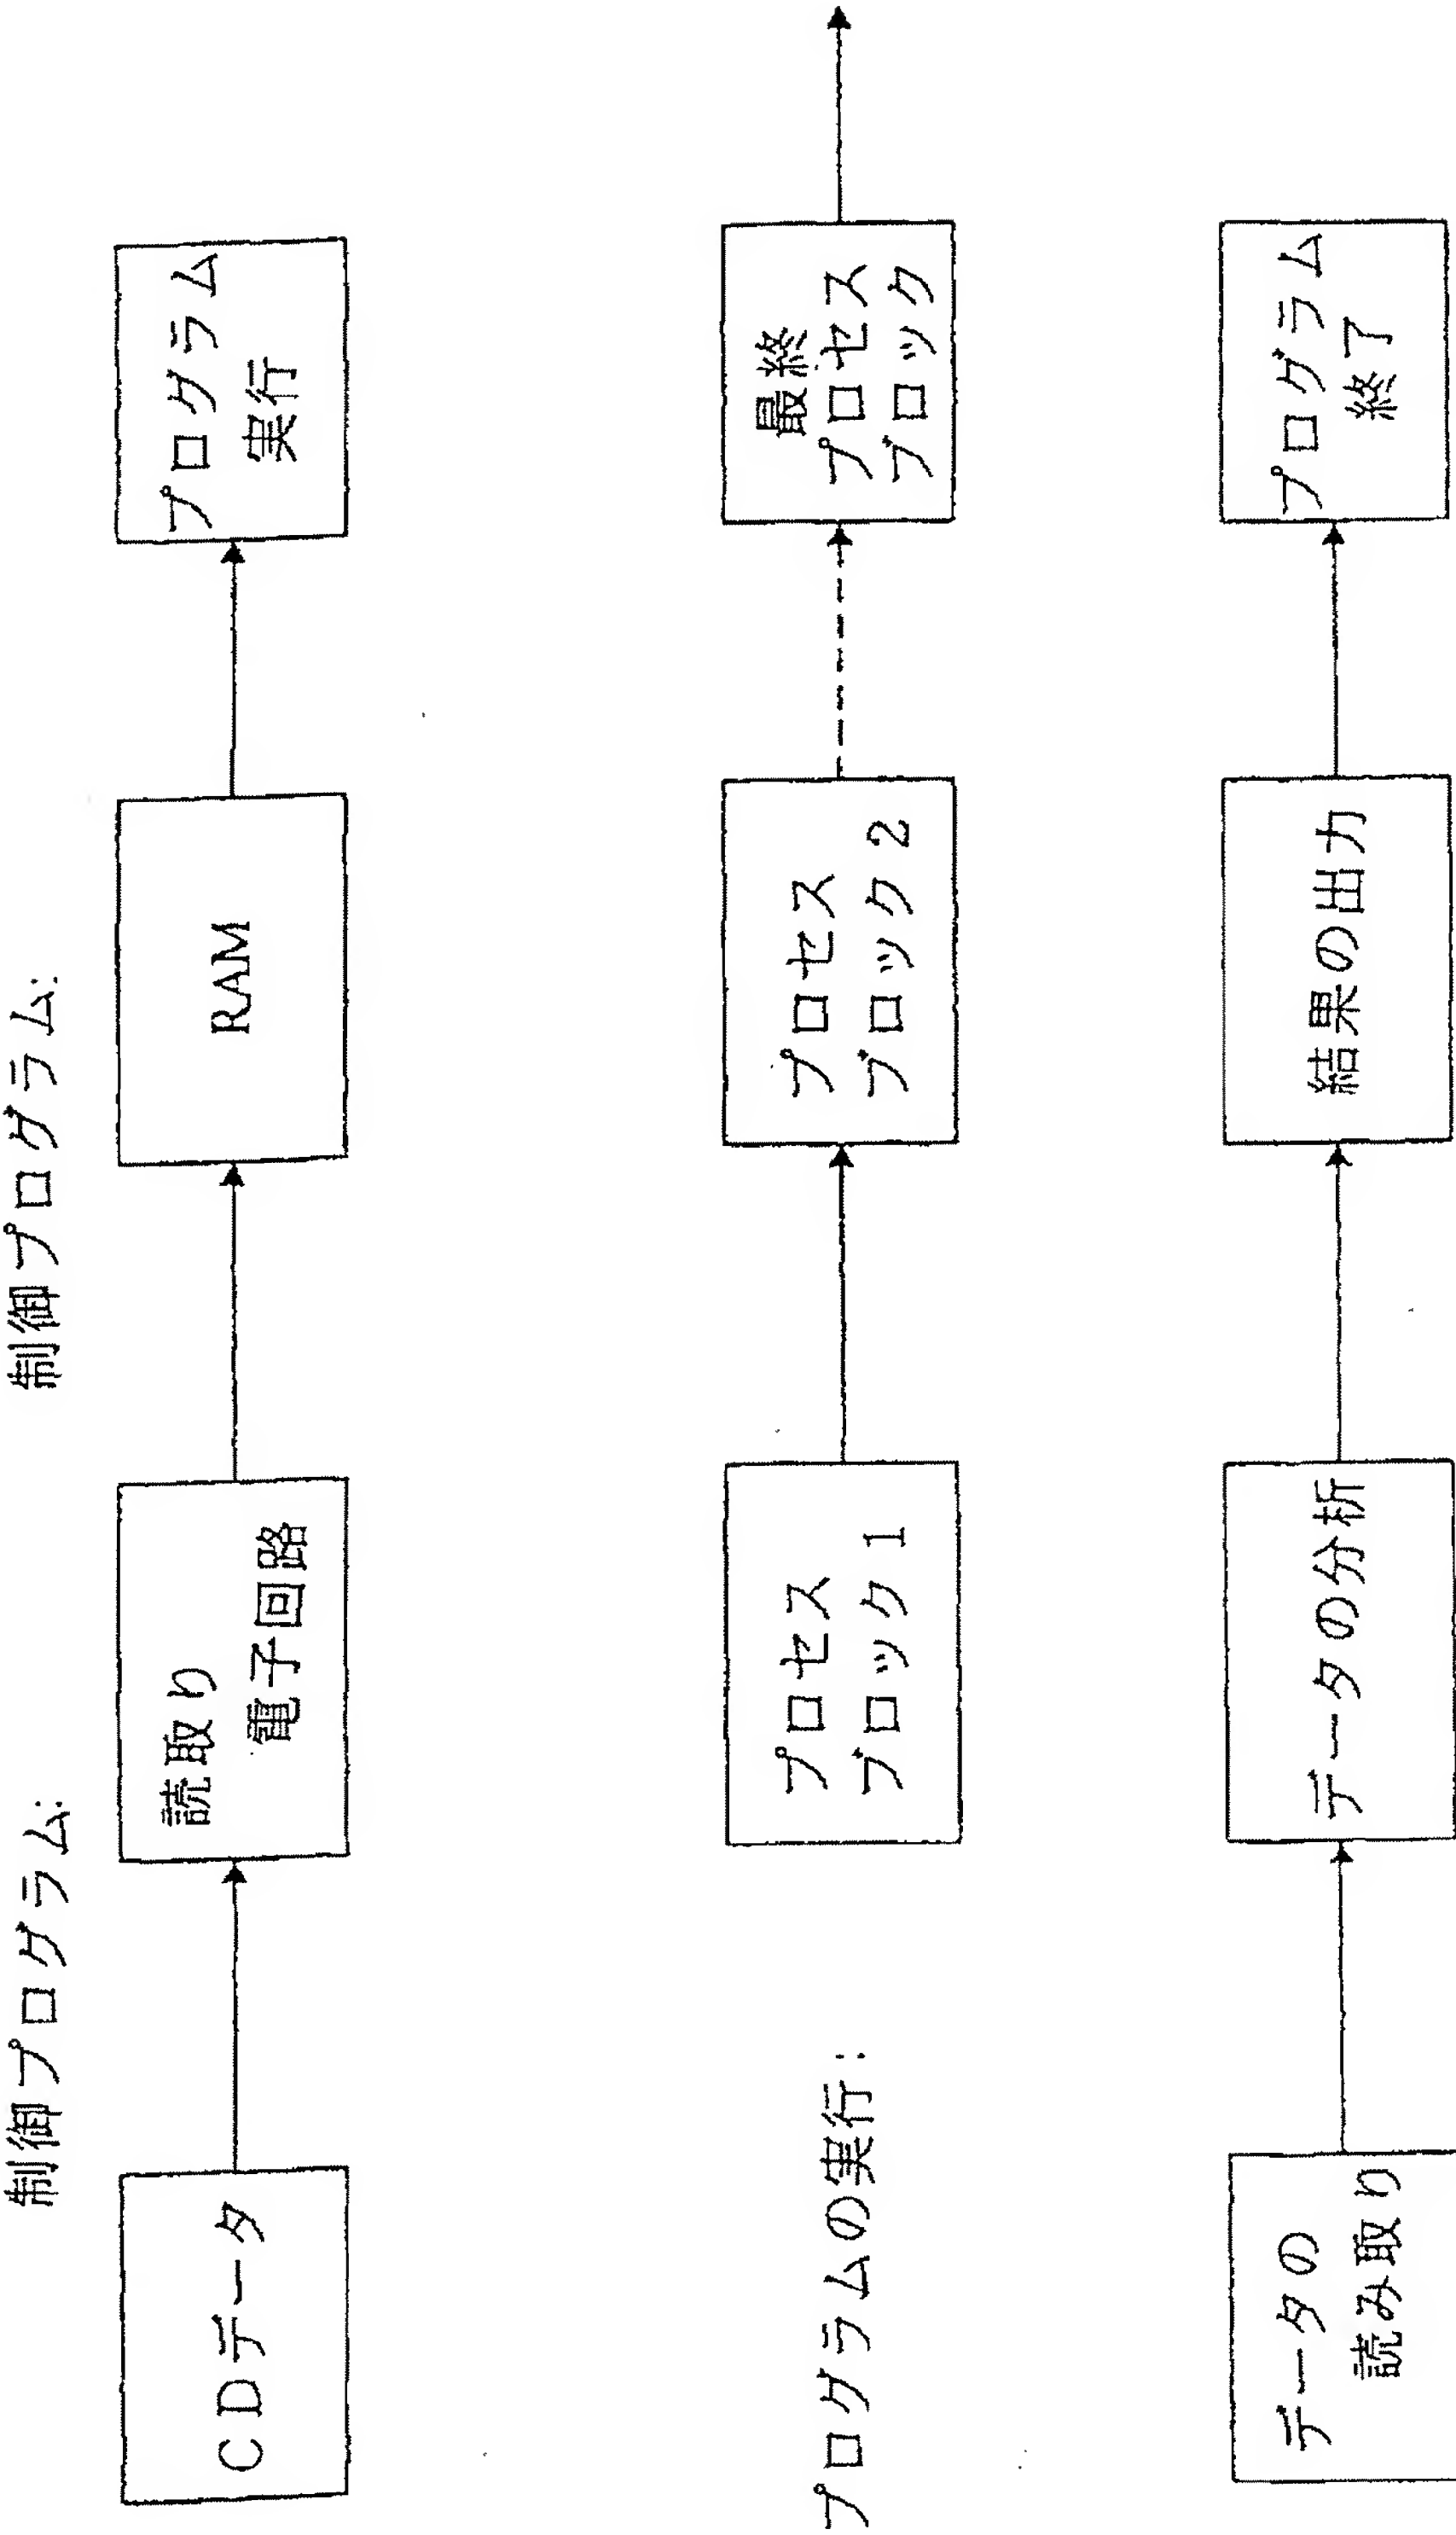 制御プログラム:
制御プログラム:
CDデータ
読取り
電子回路
RAM
プログラム
実行
プログラムの実行:
プロセス
ブロック1
プロセス
ブロック2
最終
プロセス
ブロック
データの
読み取り
データの分析
結果の出力
プログラム
終了